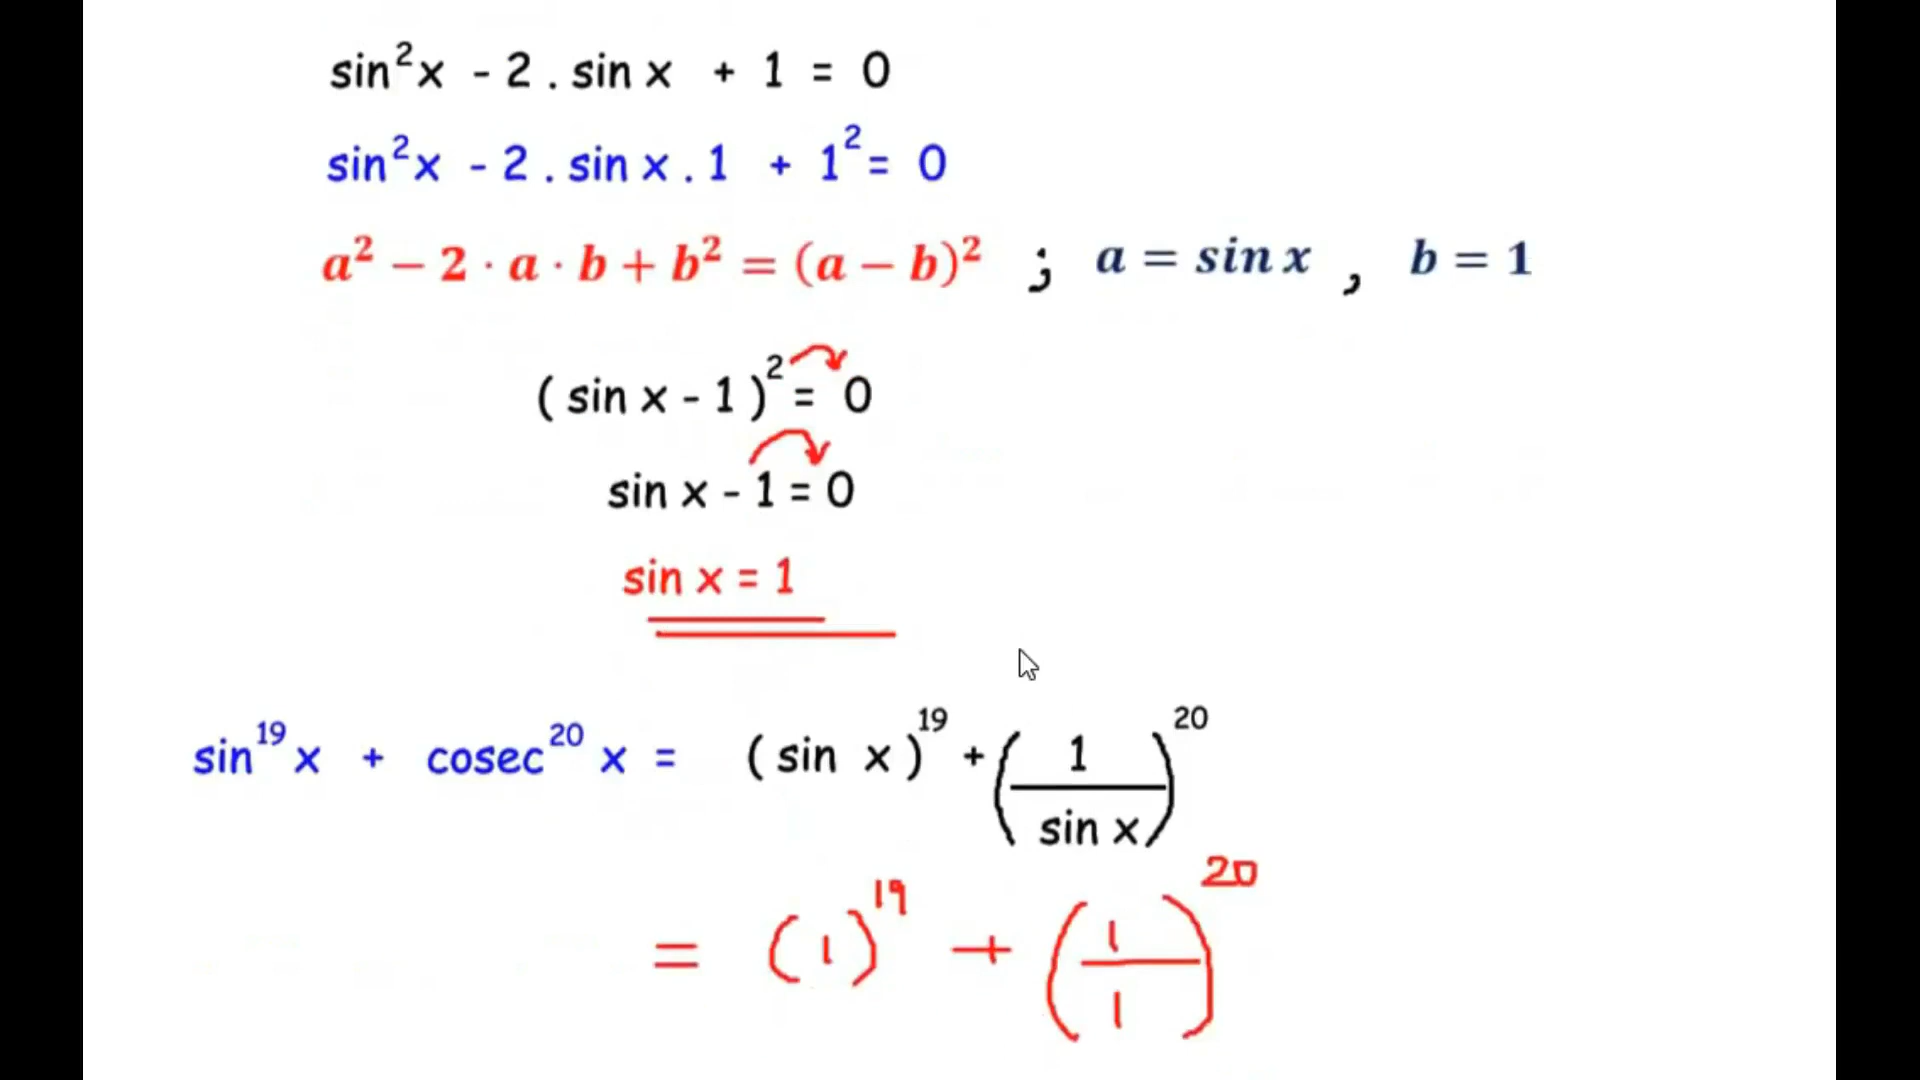 sin²x - 2 . sin x + 1 = 0
sin²x - 2 . sin x . 1 + 1² = 0
a² − 2 · a · b + b² = (a − b)² ; a = sin x , b = 1
( sin x - 1 )² = 0
sin x - 1 = 0
sin x = 1
sin¹⁹x + cosec²⁰ x = ( sin x )¹⁹ + (1 / sin x)²⁰
= (1)¹⁹ + (1 / 1)²⁰